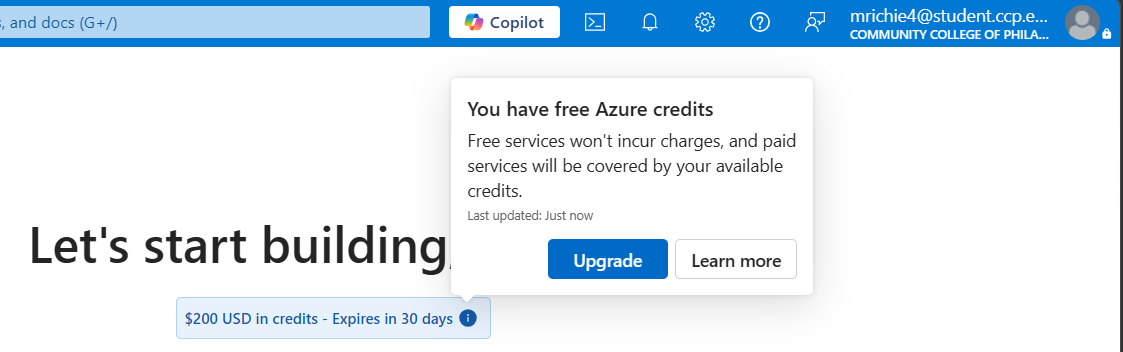 , and docs (G+/)
Copilot
mrichie4@student.ccp.e...
COMMUNITY COLLEGE OF PHILA...
You have free Azure credits
Free services won't incur charges, and paid
services will be covered by your available
credits.
Last updated: Just now
Upgrade
Learn more
Let's start building,
$200 USD in credits - Expires in 30 days